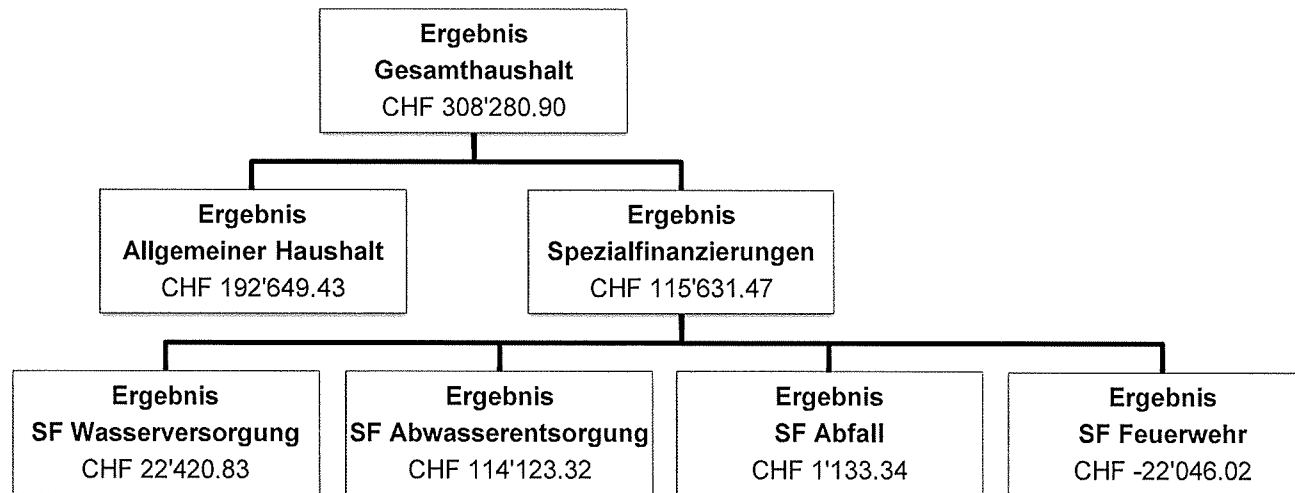 Ergebnis
Gesamthaushalt
CHF 308'280.90
Ergebnis
Allgemeiner Haushalt
CHF 192'649.43
Ergebnis
Spezialfinanzierungen
CHF 115'631.47
Ergebnis
SF Wasserversorgung
CHF 22'420.83
Ergebnis
SF Abwasserentsorgung
CHF 114'123.32
Ergebnis
SF Abfall
CHF 1'133.34
Ergebnis
SF Feuerwehr
CHF -22'046.02